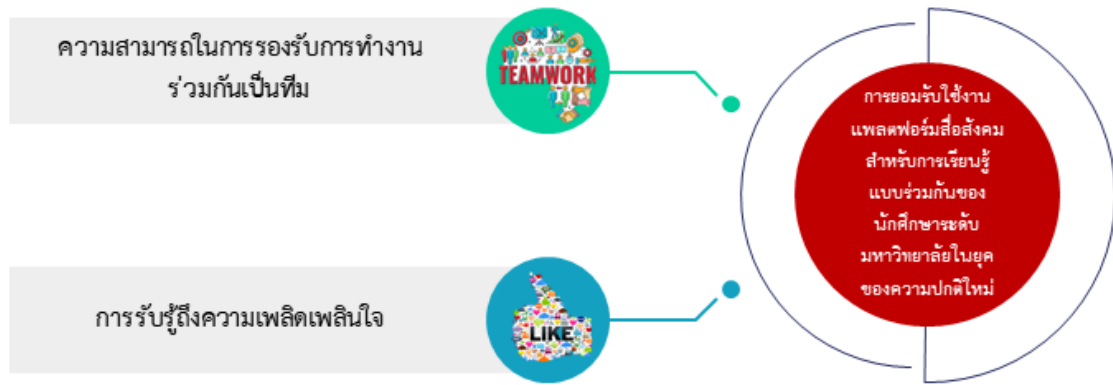 ความสามารถในการรองรับการทำงาน
ร่วมกันเป็นทีม
TEAMWORK
การรับรู้ถึงความเพลิดเพลินใจ
LIKE
การยอมรับใช้งาน
แพลตฟอร์มสื่อสังคม
สำหรับการเรียนรู้
แบบร่วมกันของ
นักศึกษาระดับ
มหาวิทยาลัยในยุค
ของความปกติใหม่